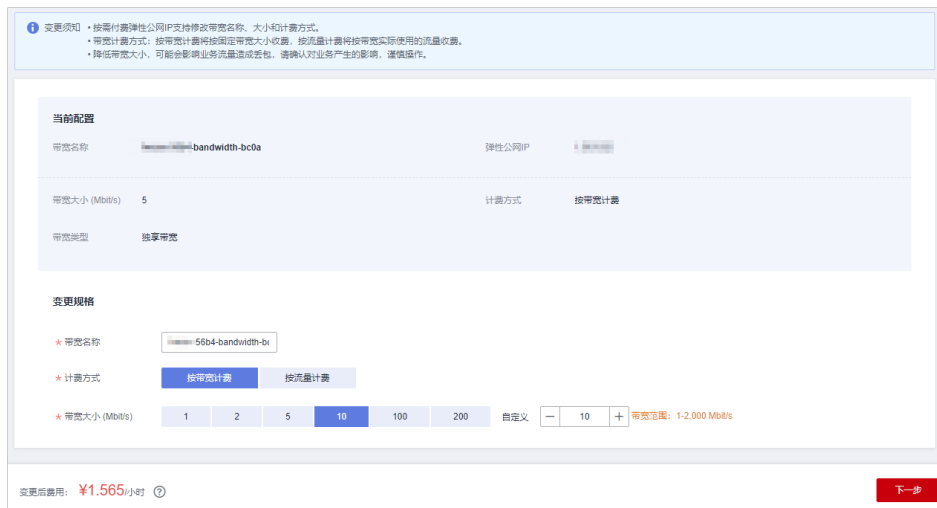 变更须知 • 按需付费弹性公网IP支持修改带宽名称、大小和计费方式。
• 带宽计费方式：按带宽计费将按固定带宽大小收费，按流量计费将按带宽实际使用的流量收费。
• 降低带宽大小，可能会影响业务流量造成丢包，请确认对业务产生的影响，谨慎操作。
当前配置
带宽名称 -bandwidth-bc0a 弹性公网IP
带宽大小 (Mbit/s) 5 计费方式 按带宽计费
带宽类型 独享带宽
变更规格
* 带宽名称 56b4-bandwidth-bc
* 计费方式 按带宽计费 按流量计费
* 带宽大小 (Mbit/s) 1 2 5 10 100 200 自定义 − 10 + 带宽范围：1-2,000 Mbit/s
变更后费用： ¥1.565/小时 ? 下一步